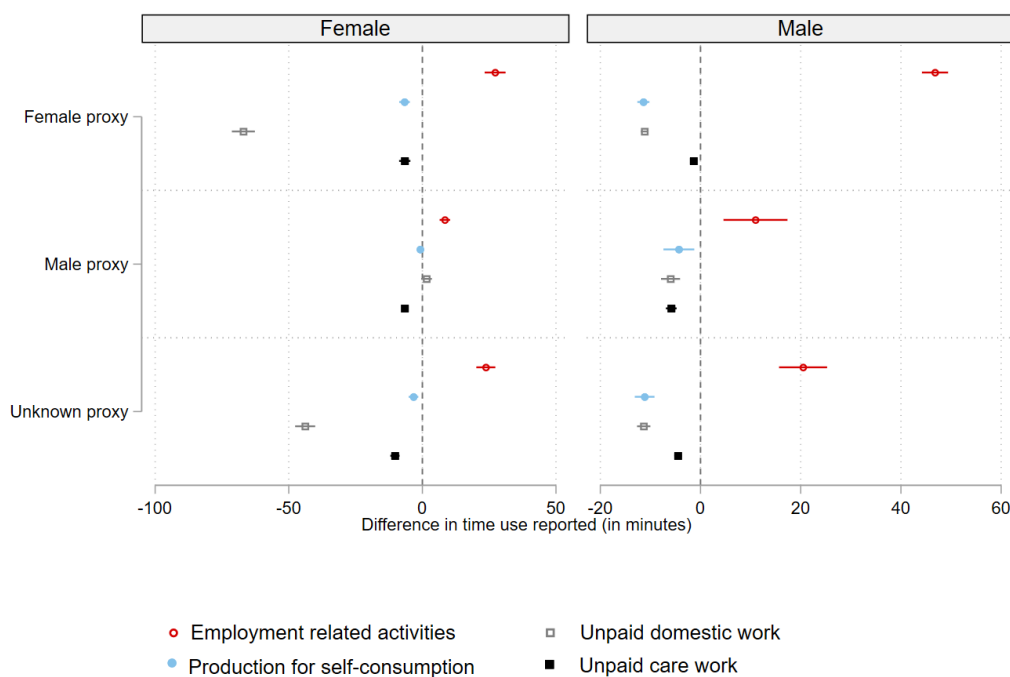 Female
Male
Female proxy
Male proxy
Unknown proxy
-100
-50
0
50
-20
0
20
40
60
Difference in time use reported (in minutes)
Employment related activities
Unpaid domestic work
Production for self-consumption
Unpaid care work